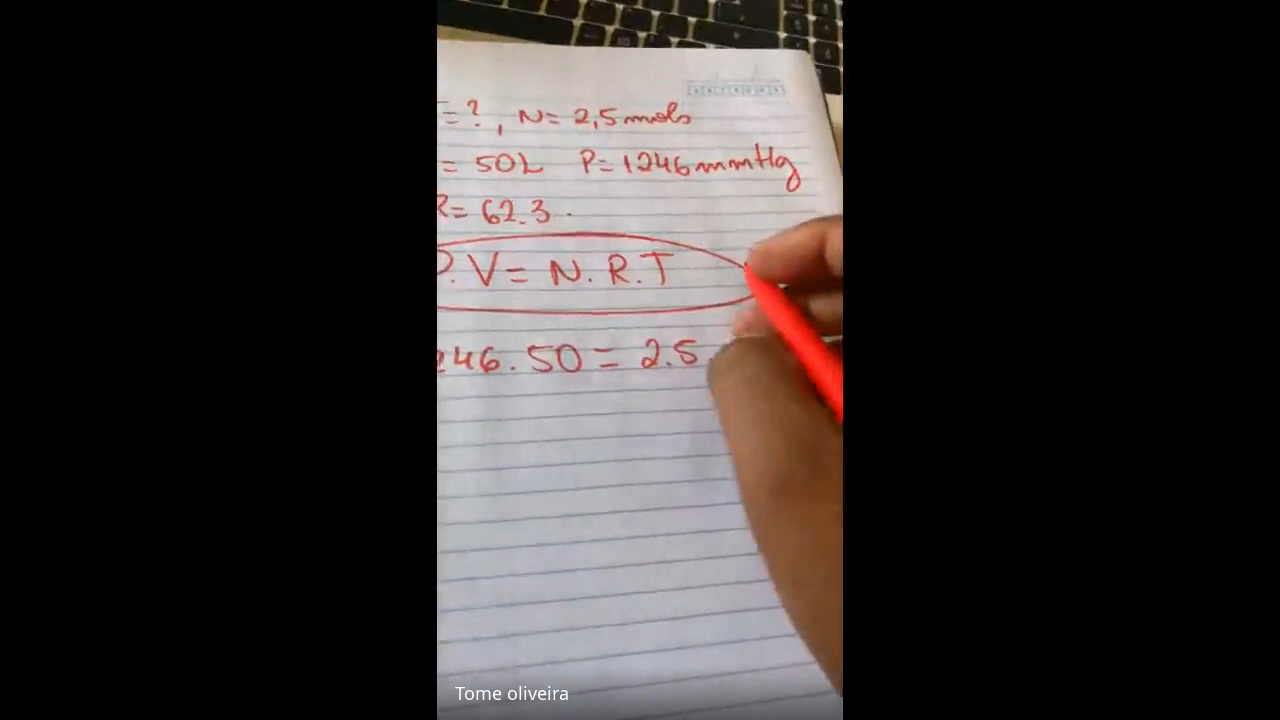 = ?, N = 2,5 mols
= 50L P = 1246 mmHg
R = 62.3.
P.V = N.R.T
246.50 = 2.5
Tome oliveira